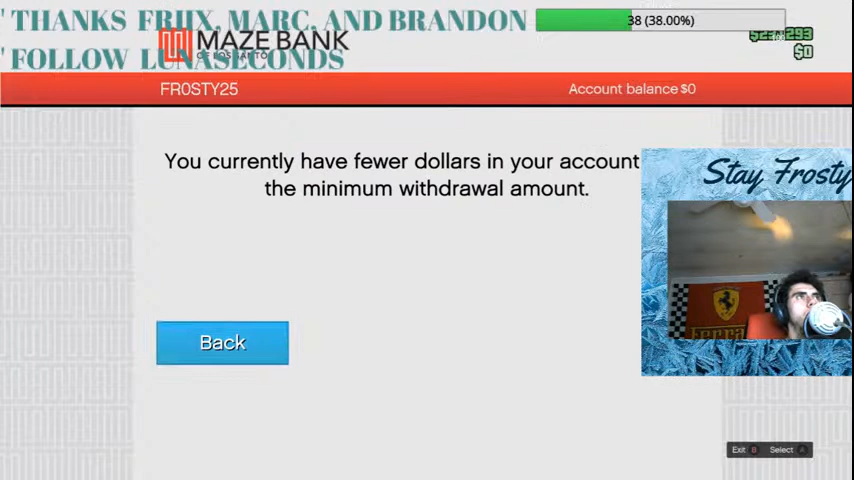 ' THANKS FRIIX, MARC, AND BRANDON
38 (38.00%)
MAZE BANK
$0
' FOLLOW LUNASECONDS
FR0STY25
Account balance $0
You currently have fewer dollars in your account
the minimum withdrawal amount.
Stay Frosty
Back
Exit B Select A